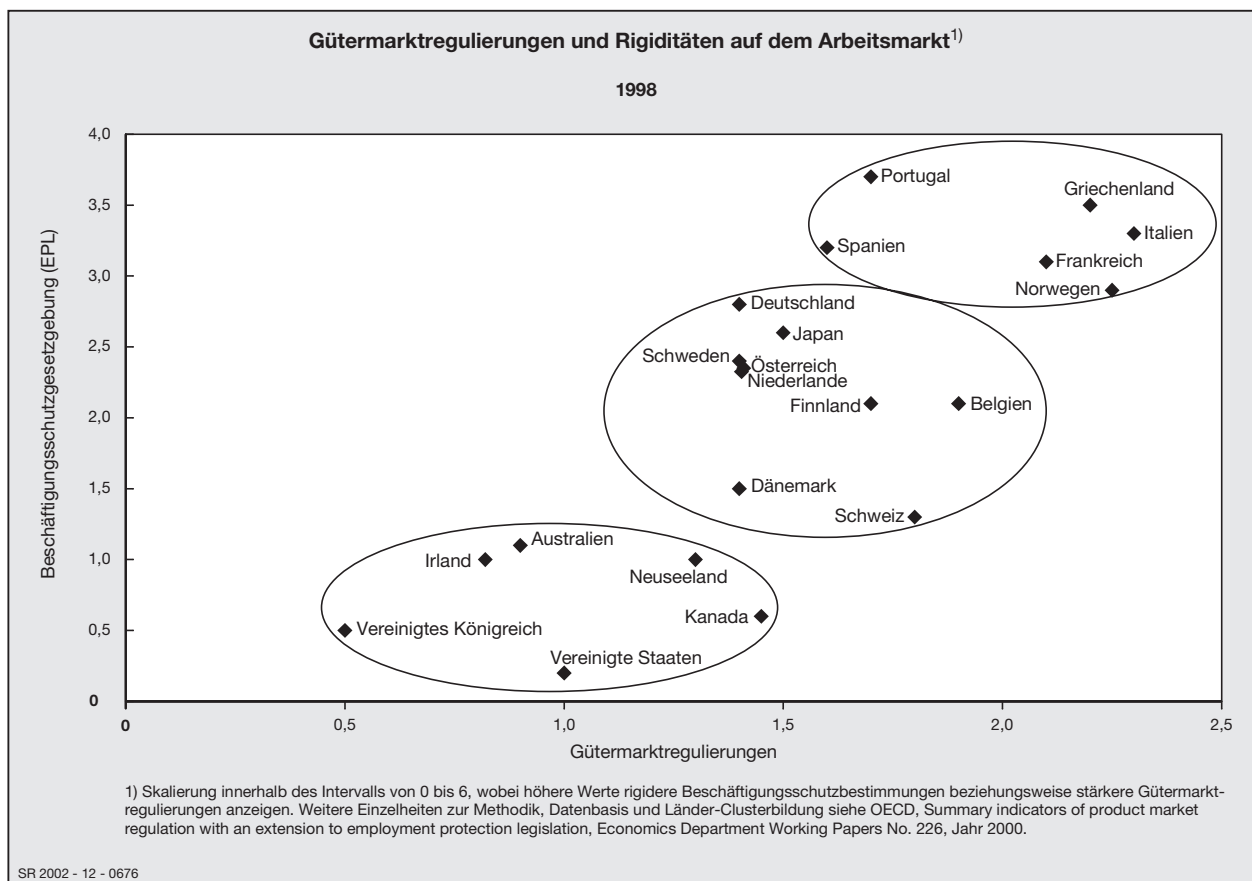 Gütermarktregulierungen und Rigiditäten auf dem Arbeitsmarkt1)
1998
Beschäftigungsschutzgesetzgebung (EPL)
4,0
3,5
3,0
2,5
2,0
1,5
1,0
0,5
0
Portugal
Griechenland
Italien
Spanien
Frankreich
Norwegen
Deutschland
Japan
Schweden
Österreich
Niederlande
Finnland
Belgien
Dänemark
Schweiz
Australien
Irland
Neuseeland
Kanada
Vereinigtes Königreich
Vereinigte Staaten
0
0,5
1,0
1,5
2,0
2,5
Gütermarktregulierungen
1) Skalierung innerhalb des Intervalls von 0 bis 6, wobei höhere Werte rigidere Beschäftigungsschutzbestimmungen beziehungsweise stärkere Gütermarkt-
regulierungen anzeigen. Weitere Einzelheiten zur Methodik, Datenbasis und Länder-Clusterbildung siehe OECD, Summary indicators of product market
regulation with an extension to employment protection legislation, Economics Department Working Papers No. 226, Jahr 2000.
SR 2002 - 12 - 0676